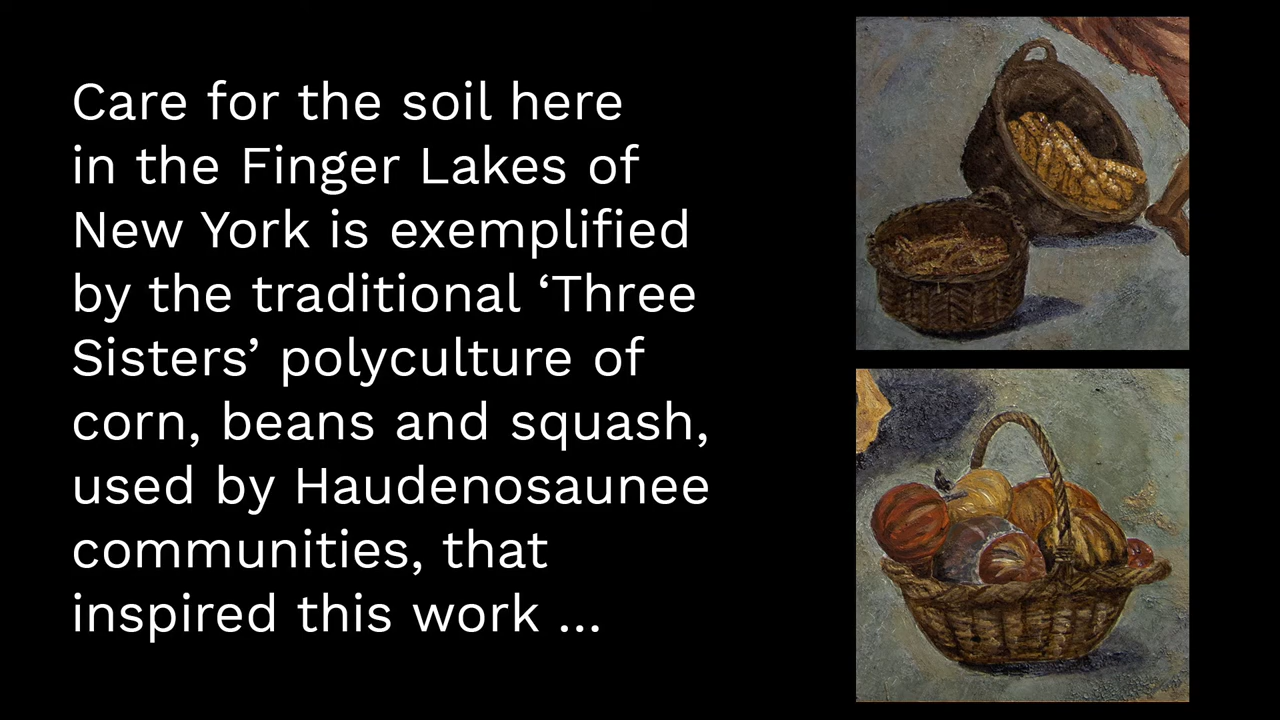 Care for the soil here
in the Finger Lakes of
New York is exemplified
by the traditional ‘Three
Sisters’ polyculture of
corn, beans and squash,
used by Haudenosaunee
communities, that
inspired this work ...